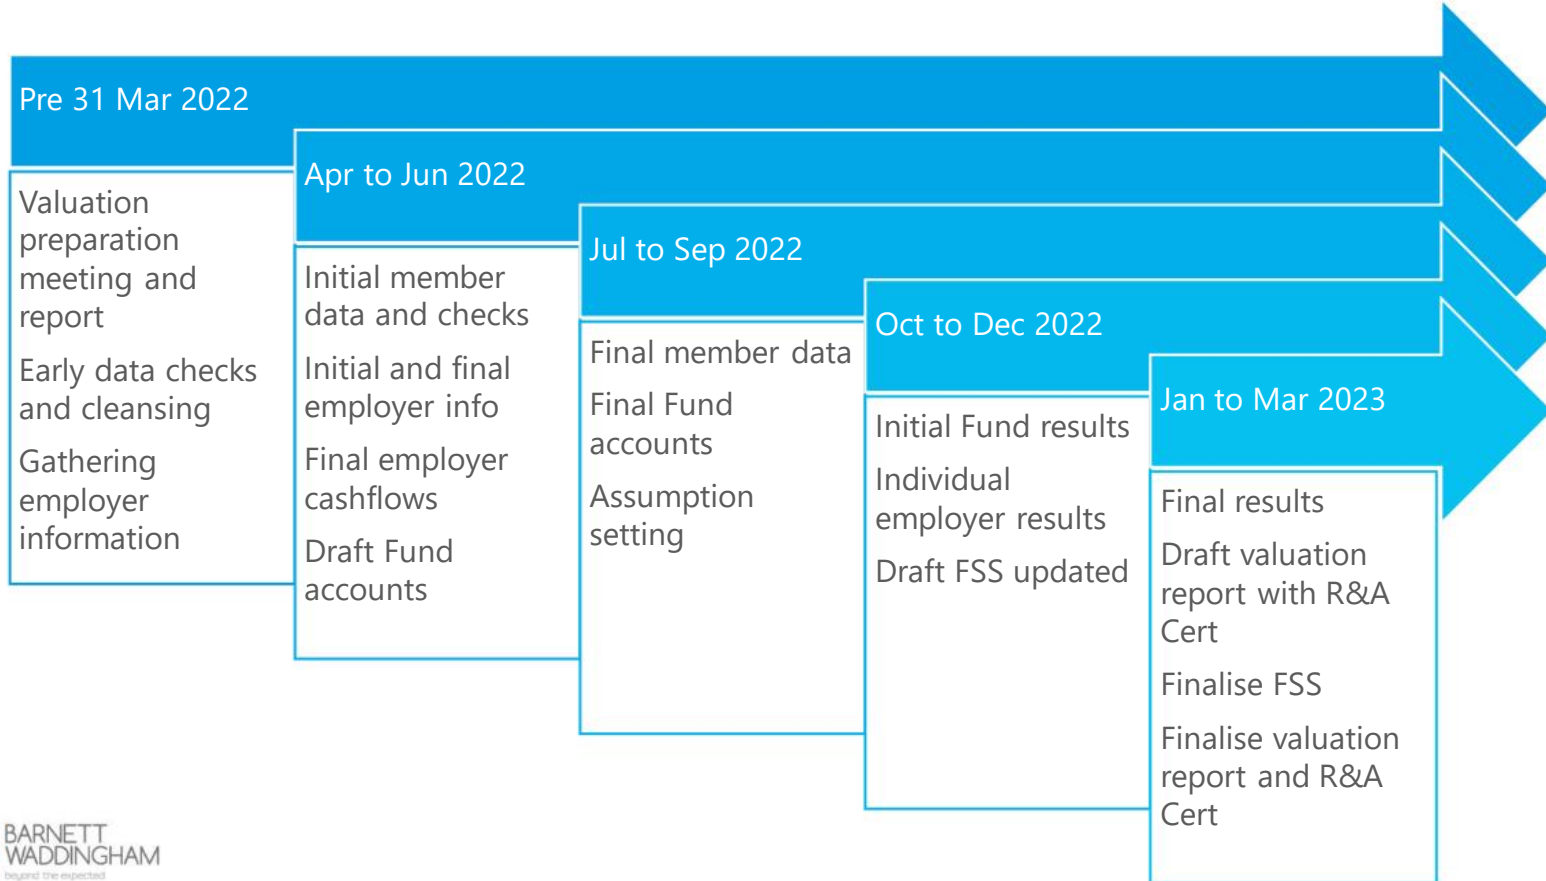 Pre 31 Mar 2022
Valuation
preparation
meeting and
report
Early data checks
and cleansing
Gathering
employer
information
Apr to Jun 2022
Initial member
data and checks
Initial and final
employer info
Final employer
cashflows
Draft Fund
accounts
Jul to Sep 2022
Final member data
Final Fund
accounts
Assumption
setting
Oct to Dec 2022
Initial Fund results
Individual
employer results
Draft FSS updated
Jan to Mar 2023
Final results
Draft valuation
report with R&A
Cert
Finalise FSS
Finalise valuation
report and R&A
Cert
BARNETT
WADDINGHAM
beyond the expected